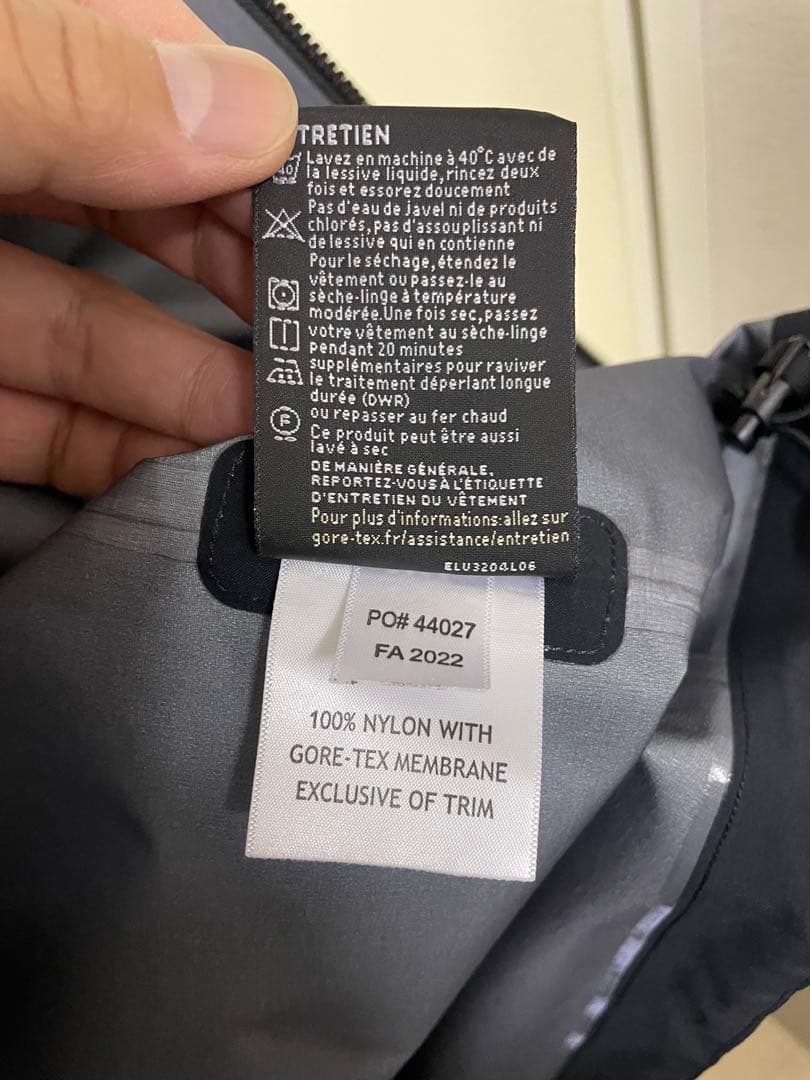 TRETIEN
40
Lavez en machine à 40°C avec de
la lessive liquide,rincez deux
fois et essorez doucement
Pas d'eau de javel ni de produits
chlorés,pas d'assouplissant ni
de lessive qui en contienne
Pour le séchage,étendez le
vêtement ou passez-le au
sèche-linge à température
modérée.Une fois sec,passez
votre vêtement au sèche-linge
pendant 20 minutes
supplémentaires pour raviver
le traitement déperlant longue
durée (DWR)
ou repasser au fer chaud
F
Ce produit peut être aussi
lavé à sec
DE MANIÈRE GÉNÉRALE,
REPORTEZ-VOUS À L'ÉTIQUETTE
D'ENTRETIEN DU VÊTEMENT
Pour plus d'informations:allez sur
gore-tex.fr/assistance/entretien
ELU3204L06
PO# 44027
FA 2022
100% NYLON WITH
GORE-TEX MEMBRANE
EXCLUSIVE OF TRIM